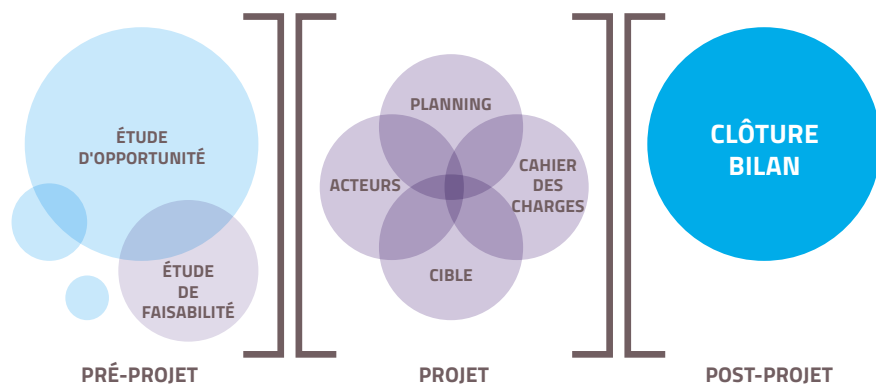 ÉTUDE
D'OPPORTUNITÉ
ÉTUDE
DE
FAISABILITÉ
PRÉ-PROJET
PLANNING
ACTEURS
CAHIER
DES
CHARGES
CIBLE
PROJET
CLÔTURE
BILAN
POST-PROJET